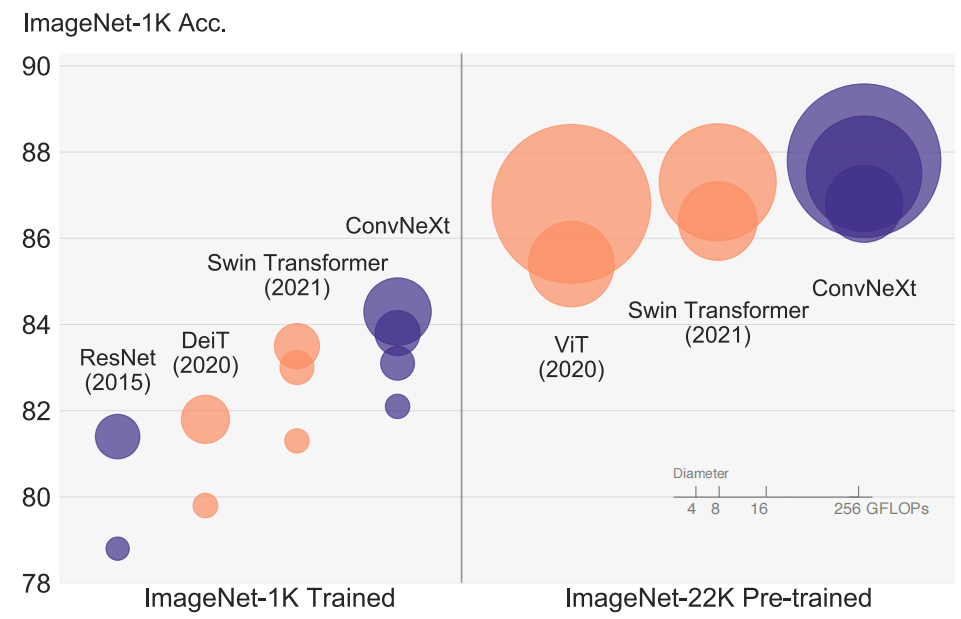 ImageNet-1K Acc.
90
88
86
84
82
80
78
ResNet
(2015)
DeiT
(2020)
Swin Transformer
(2021)
ConvNeXt
ViT
(2020)
Swin Transformer
(2021)
ConvNeXt
Diameter
4 8 16 256 GFLOPs
ImageNet-1K Trained
ImageNet-22K Pre-trained